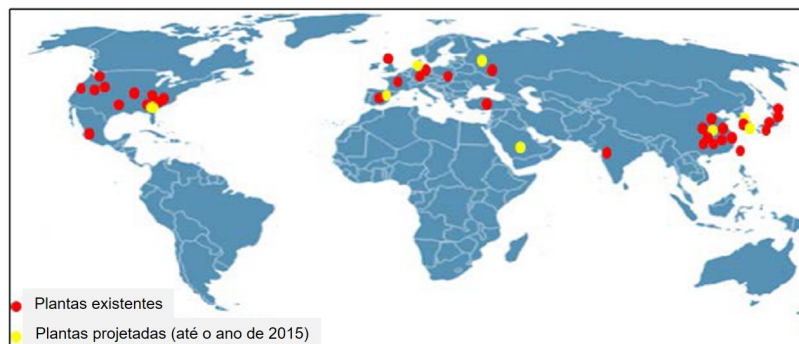 Plantas existentes
Plantas projetadas (até o ano de 2015)